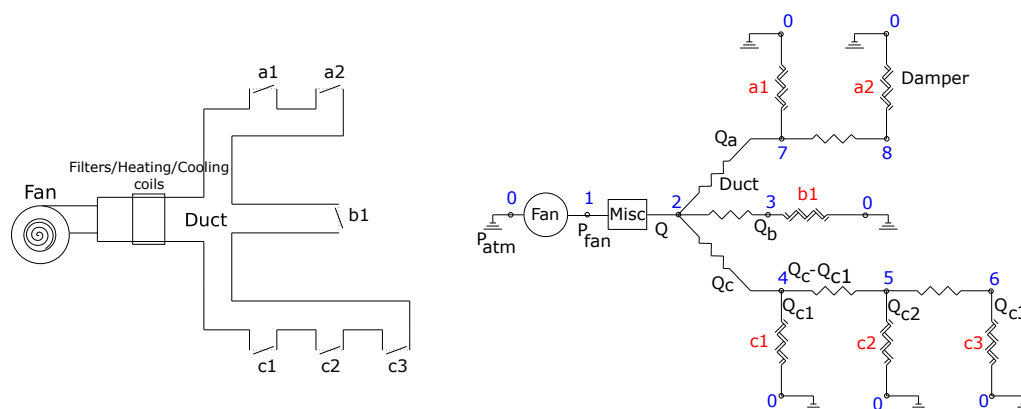 a1
a2
Filters/Heating/Cooling
coils
Fan
Duct
b1
c1
c2
c3
0
0
a1
a2
Damper
Qa
7
8
Duct
0
1
2
3
b1
0
Fan
Misc
Patm
Pfan
Q
Qb
Qc
4
Qc-Qc1
5
6
Qc1
Qc2
Qc3
c1
c2
c3
0
0
0